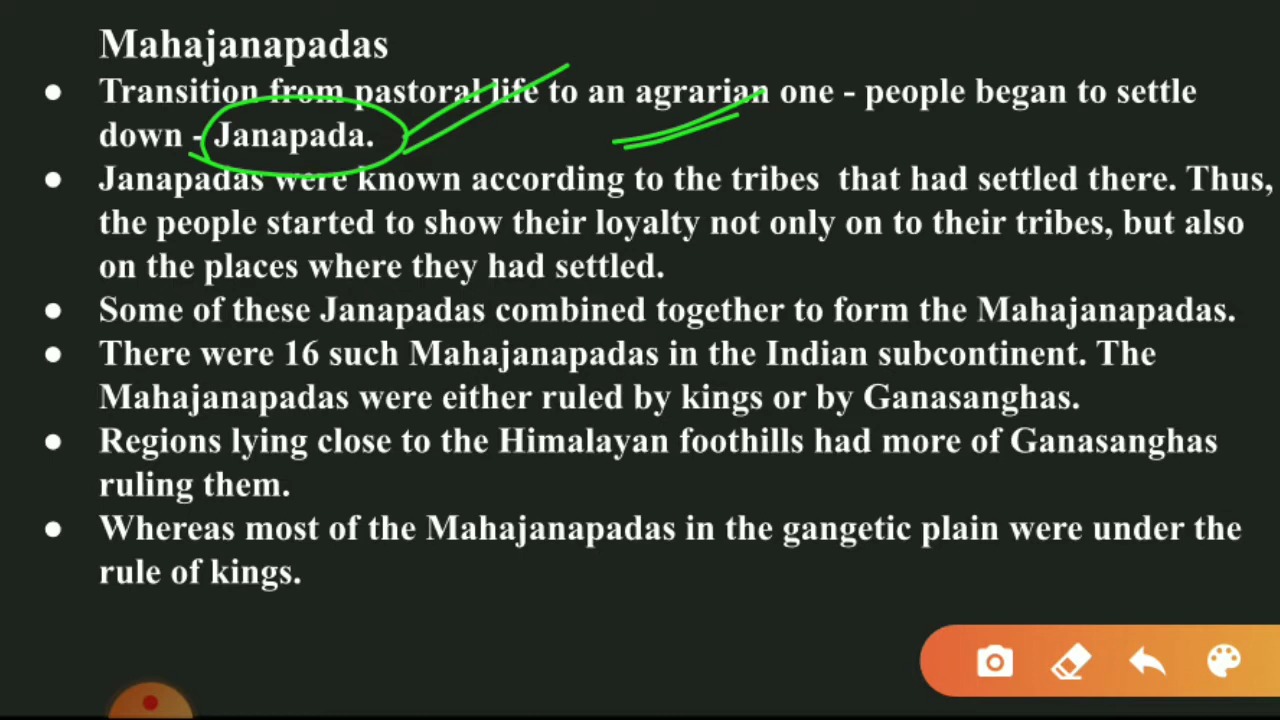 Mahajanapadas
● Transition from pastoral life to an agrarian one - people began to settle
down - Janapada.
● Janapadas were known according to the tribes that had settled there. Thus,
the people started to show their loyalty not only on to their tribes, but also
on the places where they had settled.
● Some of these Janapadas combined together to form the Mahajanapadas.
● There were 16 such Mahajanapadas in the Indian subcontinent. The
Mahajanapadas were either ruled by kings or by Ganasanghas.
● Regions lying close to the Himalayan foothills had more of Ganasanghas
ruling them.
● Whereas most of the Mahajanapadas in the gangetic plain were under the
rule of kings.